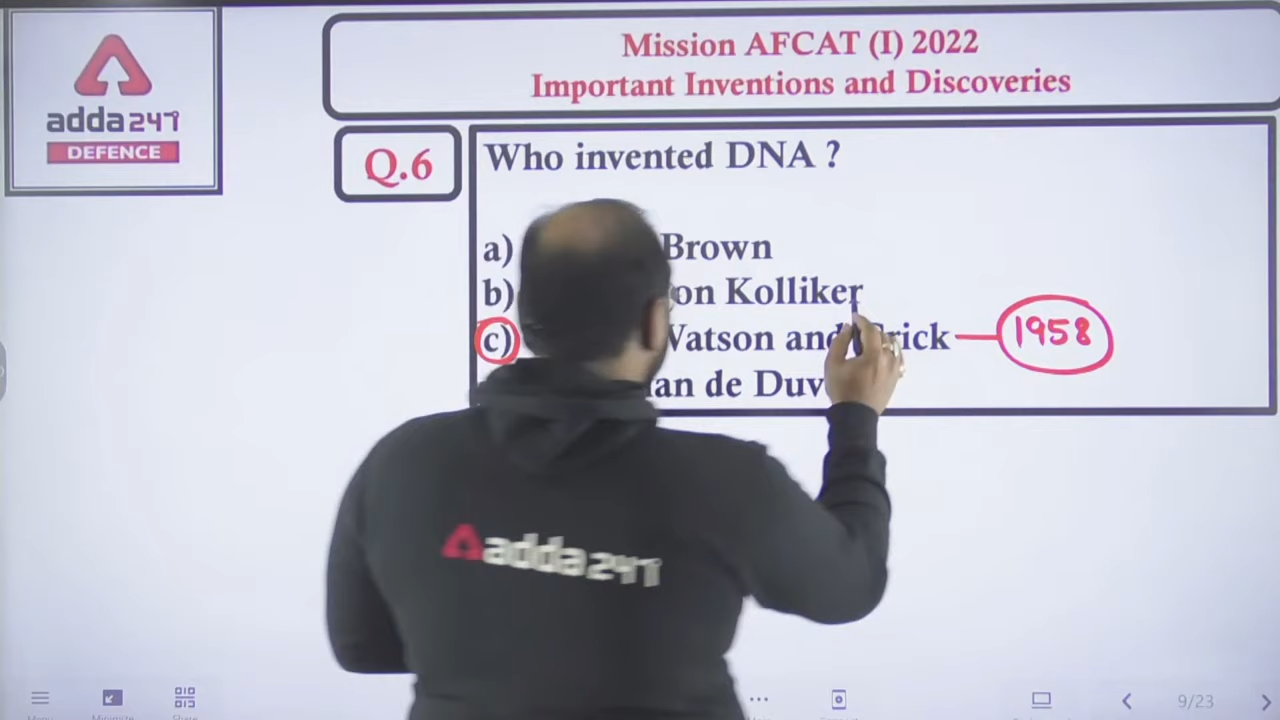 Mission AFCAT (I) 2022
Important Inventions and Discoveries
adda247
DEFENCE
Q.6
Who invented DNA ?
a) Brown
b) on Kolliker
c) Watson and Crick — 1958
an de Duv
adda247
9/23